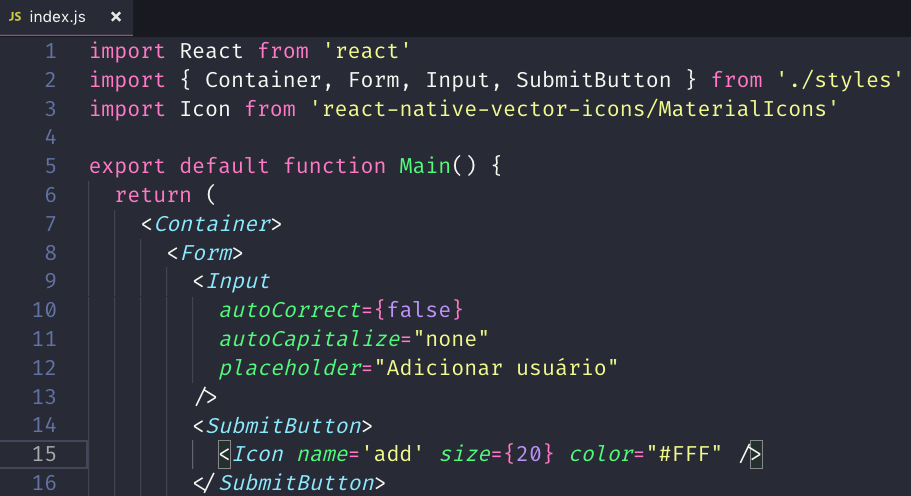 JS index.js ×
1 import React from 'react'
2 import { Container, Form, Input, SubmitButton } from './styles'
3 import Icon from 'react-native-vector-icons/MaterialIcons'
4
5 export default function Main() {
6   return (
7     <Container>
8       <Form>
9         <Input
10           autoCorrect={false}
11           autoCapitalize="none"
12           placeholder="Adicionar usuário"
13         />
14         <SubmitButton>
15           <Icon name='add' size={20} color="#FFF" />
16         </SubmitButton>